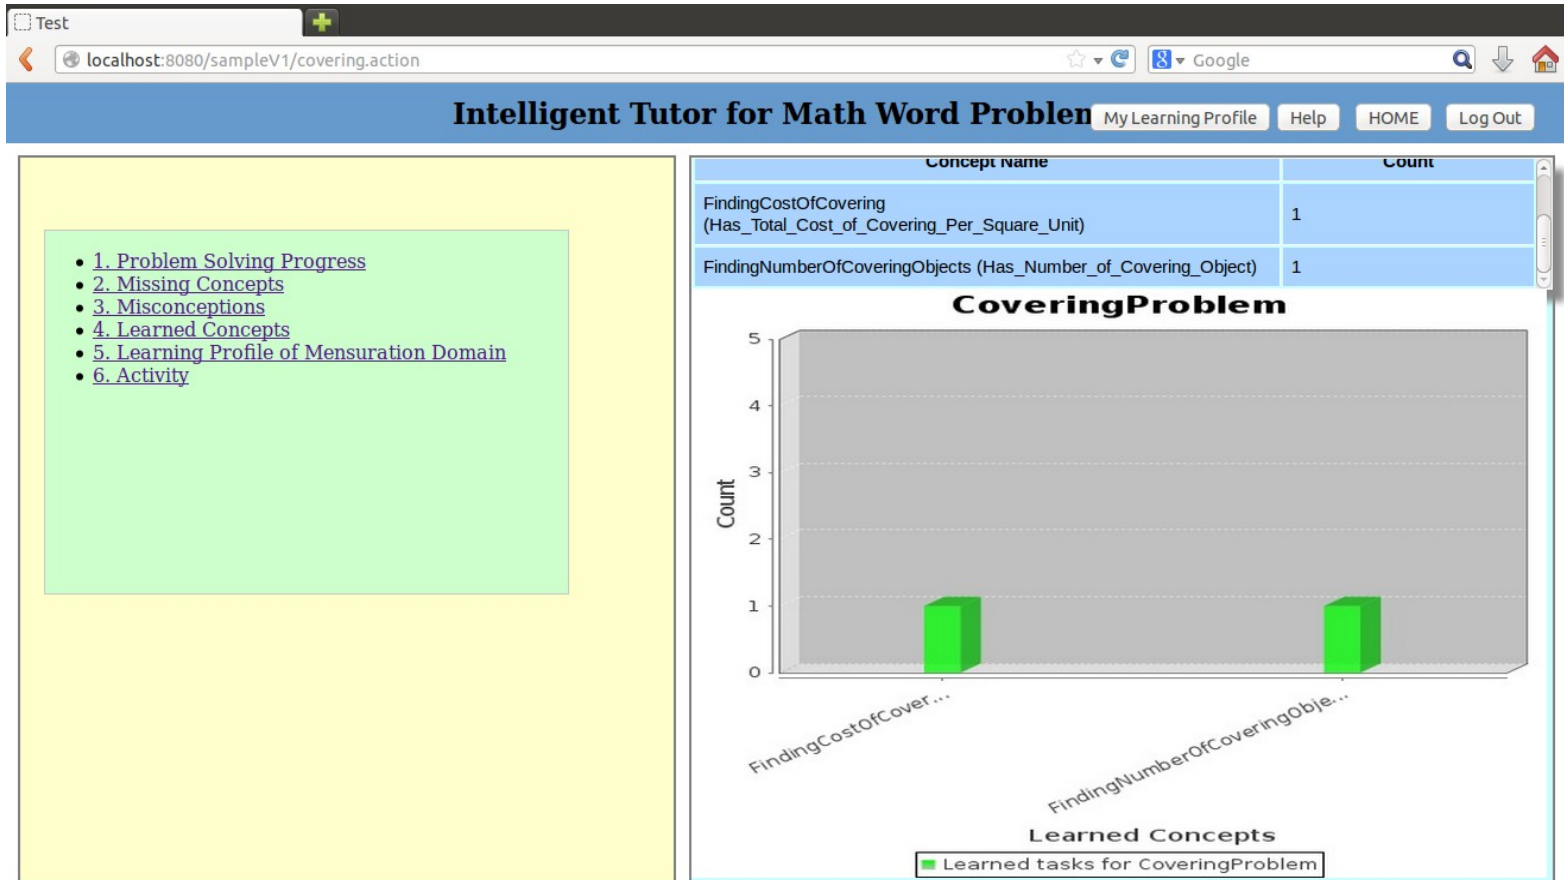 Test
localhost:8080/sampleV1/covering.action
8 Google
Intelligent Tutor for Math Word Problem
My Learning Profile
Help
HOME
Log Out
1. Problem Solving Progress
2. Missing Concepts
3. Misconceptions
4. Learned Concepts
5. Learning Profile of Mensuration Domain
6. Activity
Concept Name Count
FindingCostOfCovering
(Has_Total_Cost_of_Covering_Per_Square_Unit) 1
FindingNumberOfCoveringObjects (Has_Number_of_Covering_Object) 1
CoveringProblem
5
4
3
2
1
0
Count
FindingCostOfCover...
FindingNumberOfCoveringObje...
Learned Concepts
Learned tasks for CoveringProblem